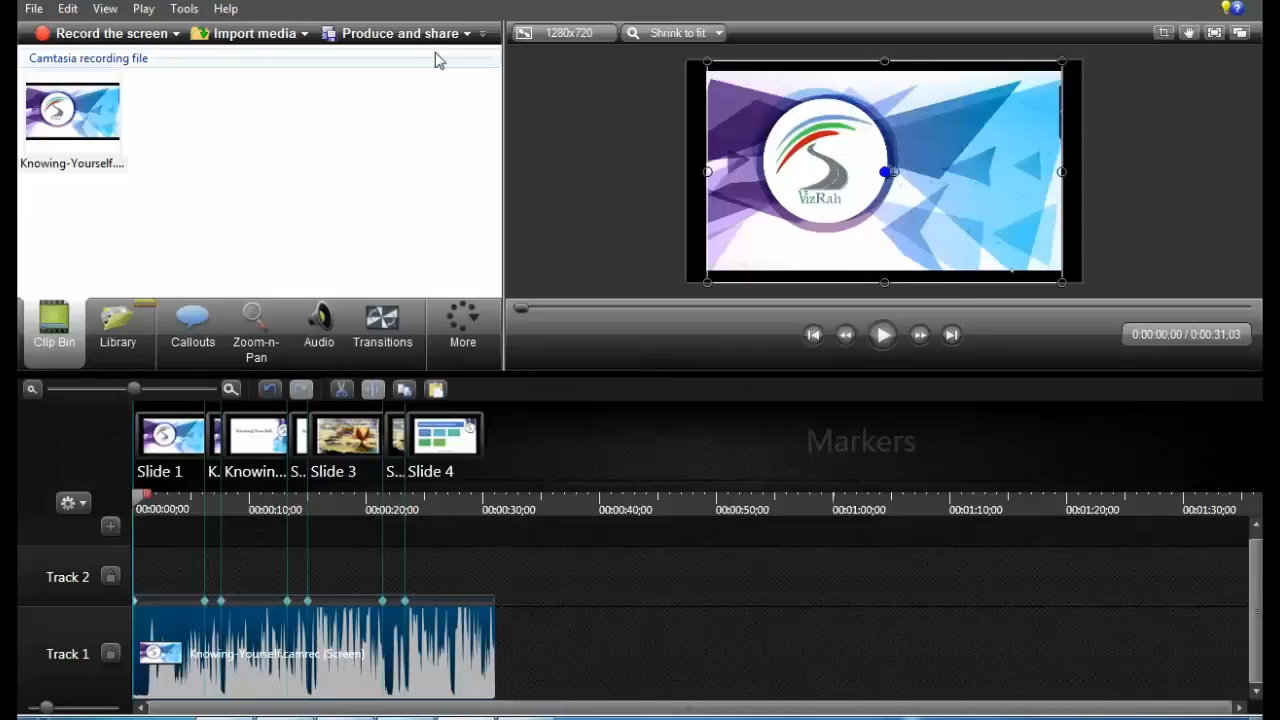 File Edit View Play Tools Help
Record the screen Import media Produce and share
1280x720 Shrink to fit
Camtasia recording file
Knowing-Yourself....
VizRah
Clip Bin Library Callouts Zoom-n-Pan Audio Transitions More
0:00:00;00 / 0:00:31;03
Markers
Slide 1 K. Knowin... S.. Slide 3 S... Slide 4
00:00:00;00 00:00:10;00 00:00:20;00 00:00:30;00 00:00:40;00 00:00:50;00 00:01:00;00 00:01:10;00 00:01:20;00 00:01:30;00
Track 2
Track 1
Knowing-Yourself.camrec (Screen)